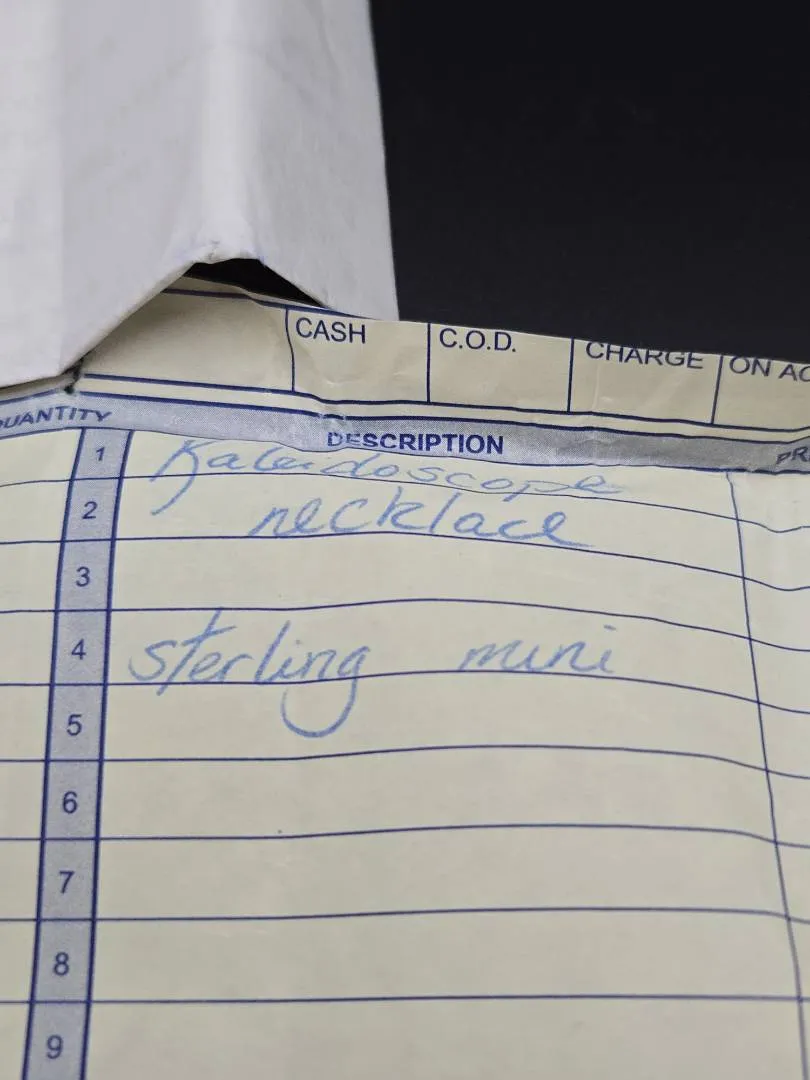 CASH C.O.D. CHARGE ON AC
QUANTITY DESCRIPTION PR
1 Kaleidoscope
2 necklace
3
4 sterling mini
5
6
7
8
9